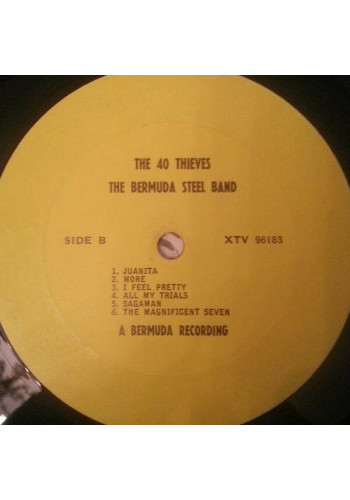 THE 40 THIEVES
THE BERMUDA STEEL BAND
SIDE B XTV 96183
1. JUANITA
2. MORE
3. I FEEL PRETTY
4. ALL MY TRIALS
5. SAGAMAN
6. THE MAGNIFICENT SEVEN
A BERMUDA RECORDING